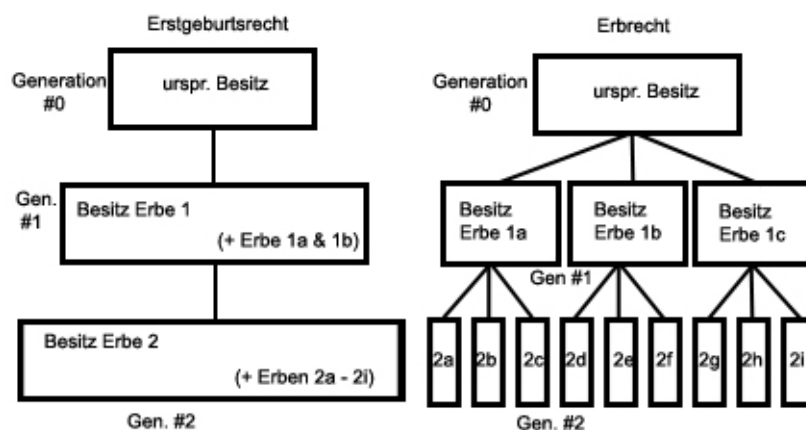 Erstgeburtsrecht
Generation
#0
urspr. Besitz
Gen.
#1
Besitz Erbe 1
(+ Erbe 1a & 1b)
Besitz Erbe 2
(+ Erben 2a - 2i)
Gen. #2
Erbrecht
Generation
#0
urspr. Besitz
Besitz
Erbe 1a
Besitz
Erbe 1b
Besitz
Erbe 1c
Gen #1
2a
2b
2c
2d
2e
2f
2g
2h
2i
Gen. #2